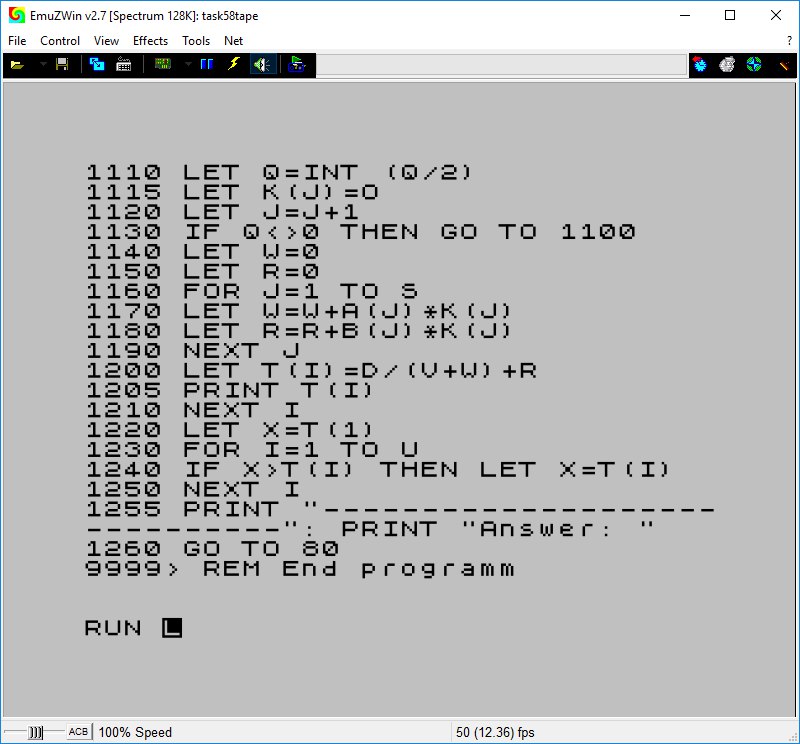 EmuZWin v2.7 [Spectrum 128K]: task58tape
File Control View Effects Tools Net ?
1110 LET Q=INT (Q/2)
1115 LET K(J)=O
1120 LET J=J+1
1130 IF Q<>0 THEN GO TO 1100
1140 LET W=0
1150 LET R=0
1160 FOR J=1 TO S
1170 LET W=W+A(J)*K(J)
1180 LET R=R+B(J)*K(J)
1190 NEXT J
1200 LET T(I)=D/(V+W)+R
1205 PRINT T(I)
1210 NEXT I
1220 LET X=T(1)
1230 FOR I=1 TO U
1240 IF X>T(I) THEN LET X=T(I)
1250 NEXT I
1255 PRINT "--------------------
----------": PRINT "Answer: "
1260 GO TO 80
9999> REM End programm
RUN L
ACB 100% Speed 50 (12.36) fps